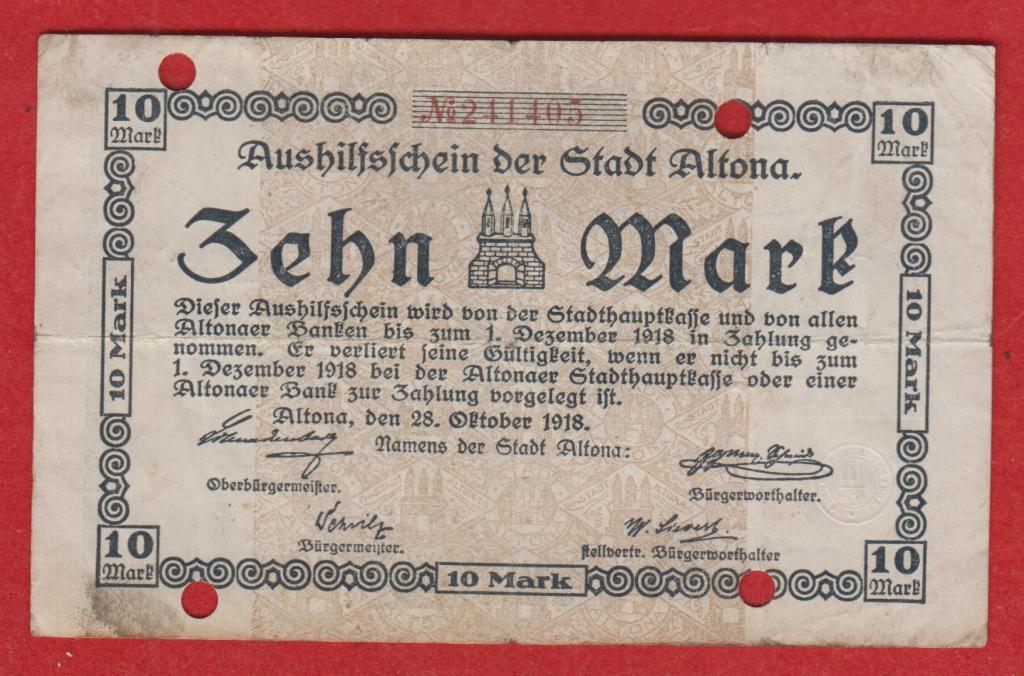 10 Mark
№241405
10 Mark
Aushilfsschein der Stadt Altona.
Zehn Mark
Dieser Aushilfsschein wird von der Stadthauptkasse und von allen
Altonaer Banken bis zum 1. Dezember 1918 in Zahlung ge-
nommen. Er verliert seine Gültigkeit, wenn er nicht bis zum
1. Dezember 1918 bei der Altonaer Stadthauptkasse oder einer
Altonaer Bank zur Zahlung vorgelegt ist.
Altona, den 28. Oktober 1918.
Namens der Stadt Altona:
10 Mark
10 Mark
Oberbürgermeister.
Bürgerworthalter.
Bürgermeister.
stellvertr. Bürgerworthalter
10 Mark
10 Mark
10 Mark